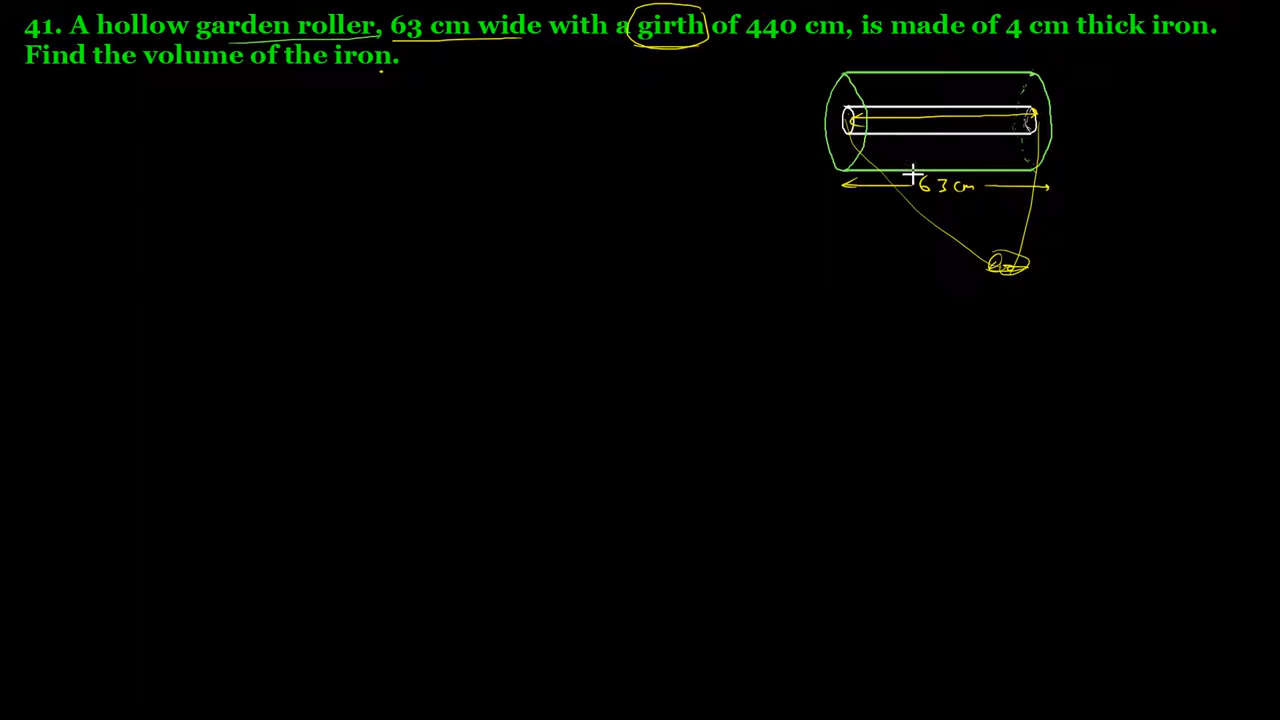 41. A hollow garden roller, 63 cm wide with a girth of 440 cm, is made of 4 cm thick iron.
Find the volume of the iron.
63 cm